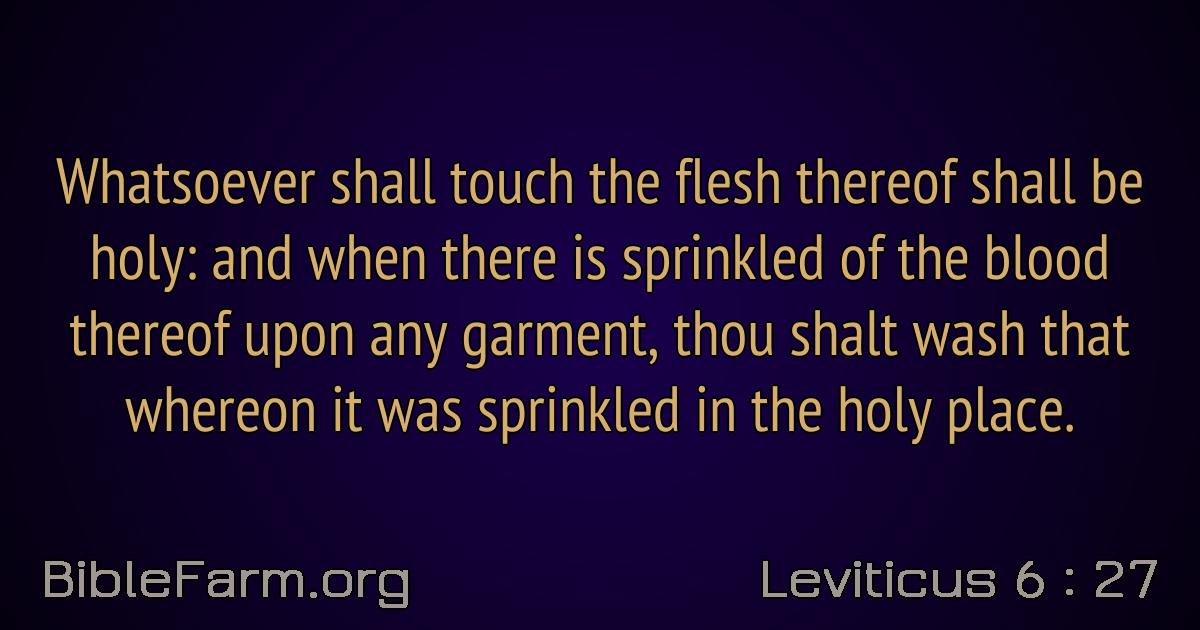 Whatsoever shall touch the flesh thereof shall be
holy: and when there is sprinkled of the blood
thereof upon any garment, thou shalt wash that
whereon it was sprinkled in the holy place.
BibleFarm.org
Leviticus 6 : 27